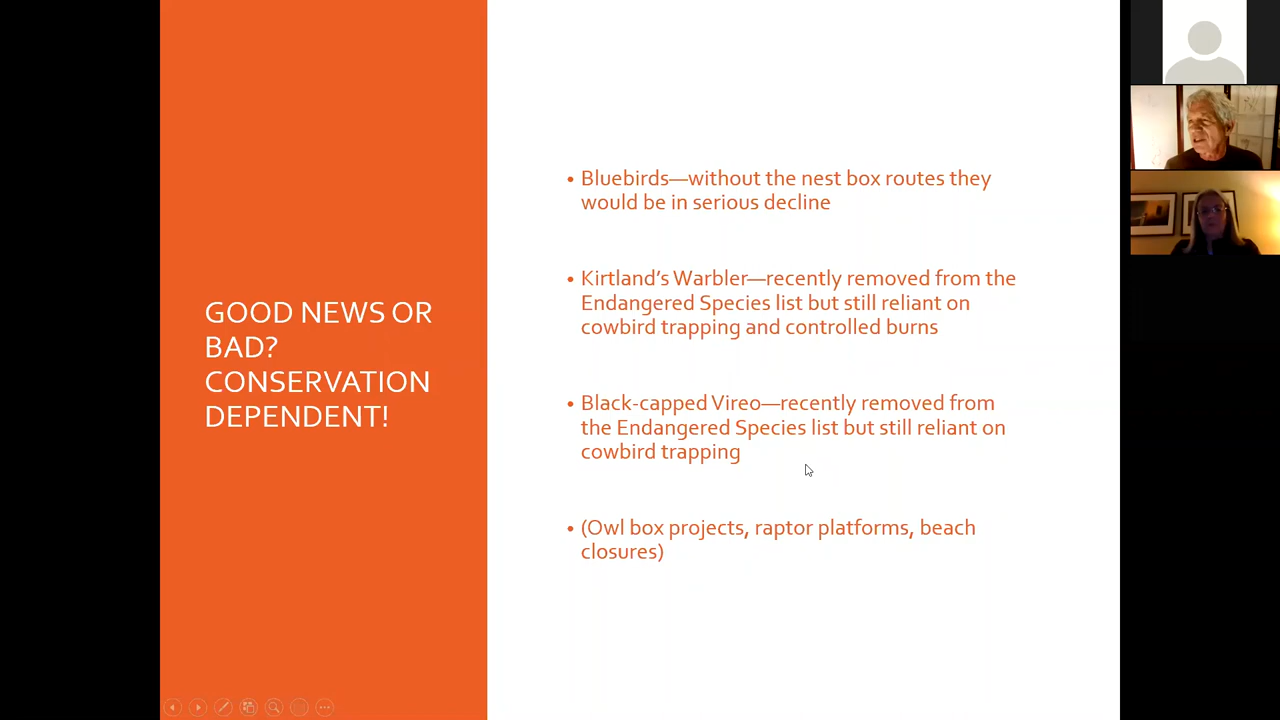 GOOD NEWS OR
BAD?
CONSERVATION
DEPENDENT!
• Bluebirds—without the nest box routes they
would be in serious decline
• Kirtland's Warbler—recently removed from the
Endangered Species list but still reliant on
cowbird trapping and controlled burns
• Black-capped Vireo—recently removed from
the Endangered Species list but still reliant on
cowbird trapping
• (Owl box projects, raptor platforms, beach
closures)